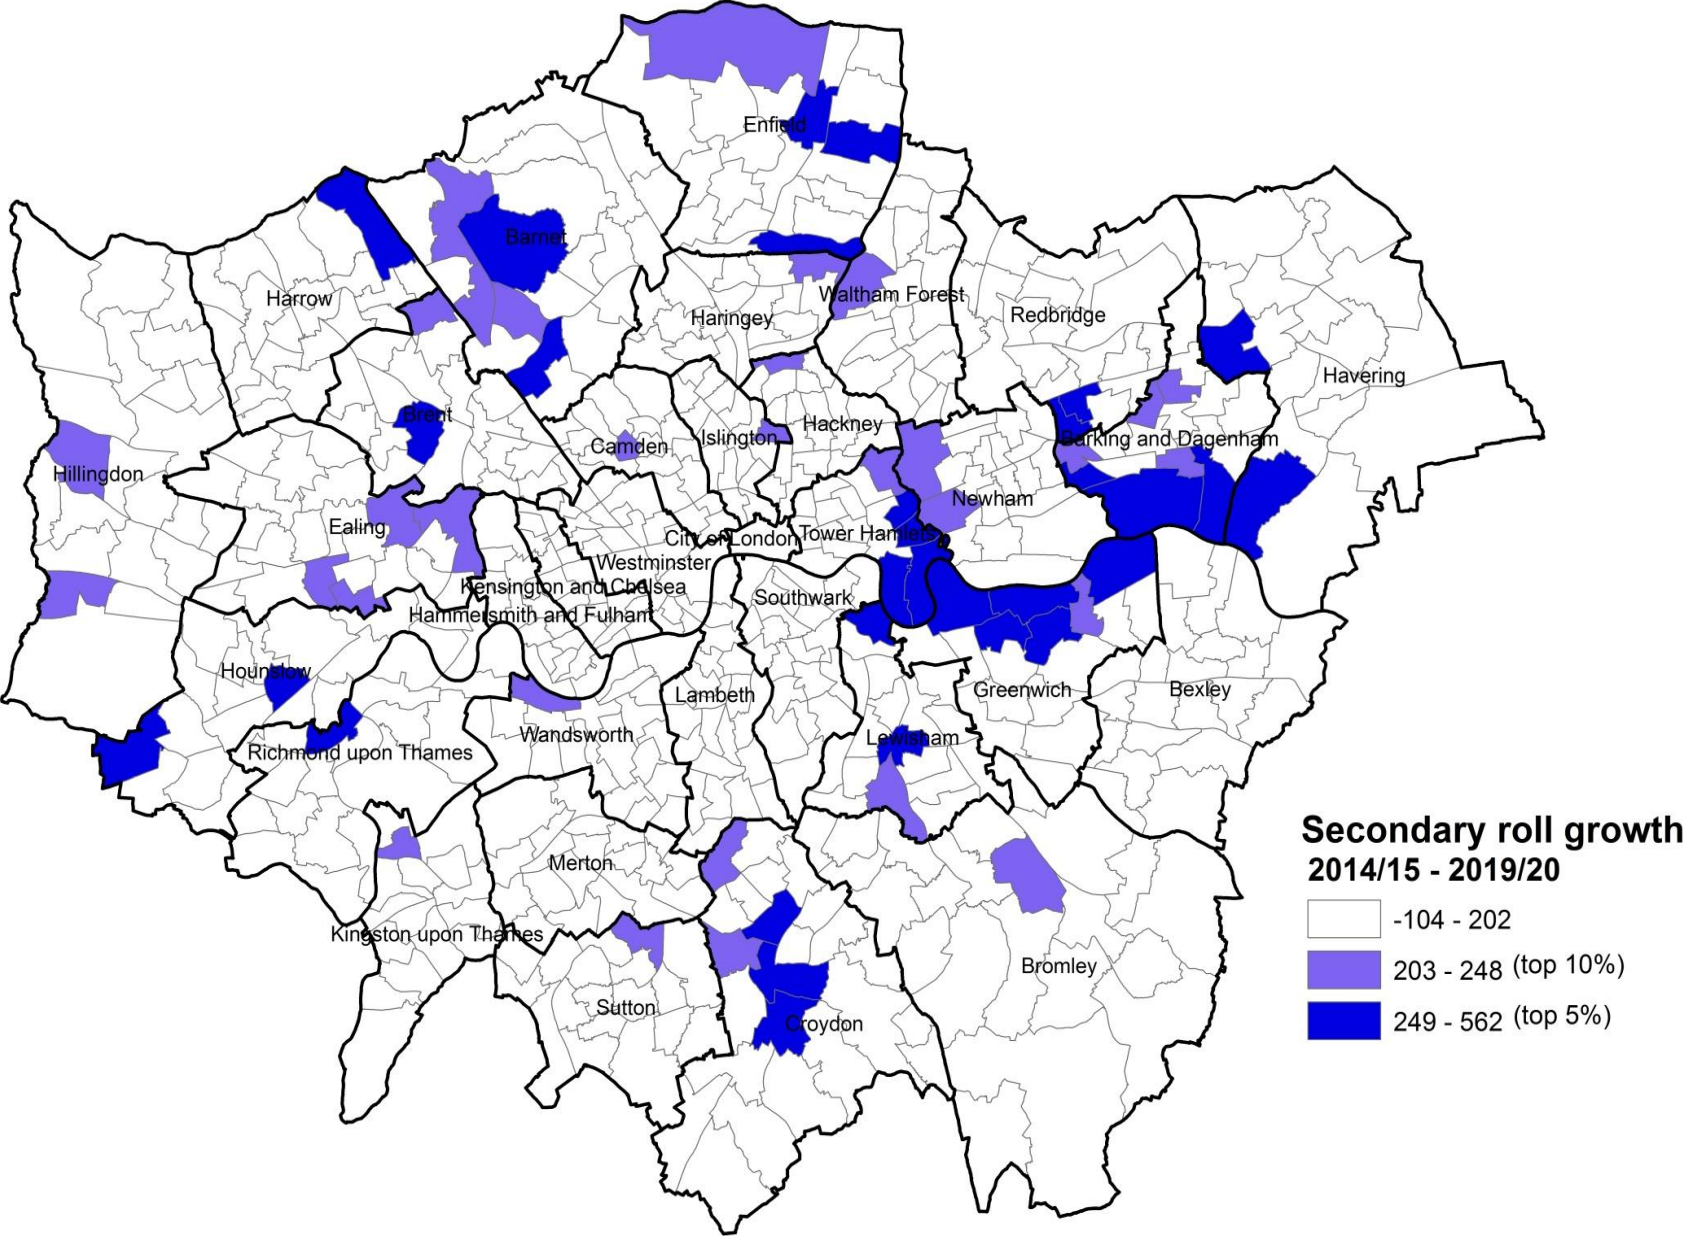 Enfield
Barnet
Harrow
Haringey
Waltham Forest
Redbridge
Havering
Brent
Camden
Islington
Hackney
Barking and Dagenham
Hillingdon
Ealing
Newham
City of London
Tower Hamlets
Westminster
Kensington and Chelsea
Southwark
Hammersmith and Fulham
Hounslow
Lambeth
Greenwich
Bexley
Richmond upon Thames
Wandsworth
Lewisham
Merton
Kingston upon Thames
Sutton
Croydon
Bromley
Secondary roll growth
2014/15 - 2019/20
-104 - 202
203 - 248 (top 10%)
249 - 562 (top 5%)